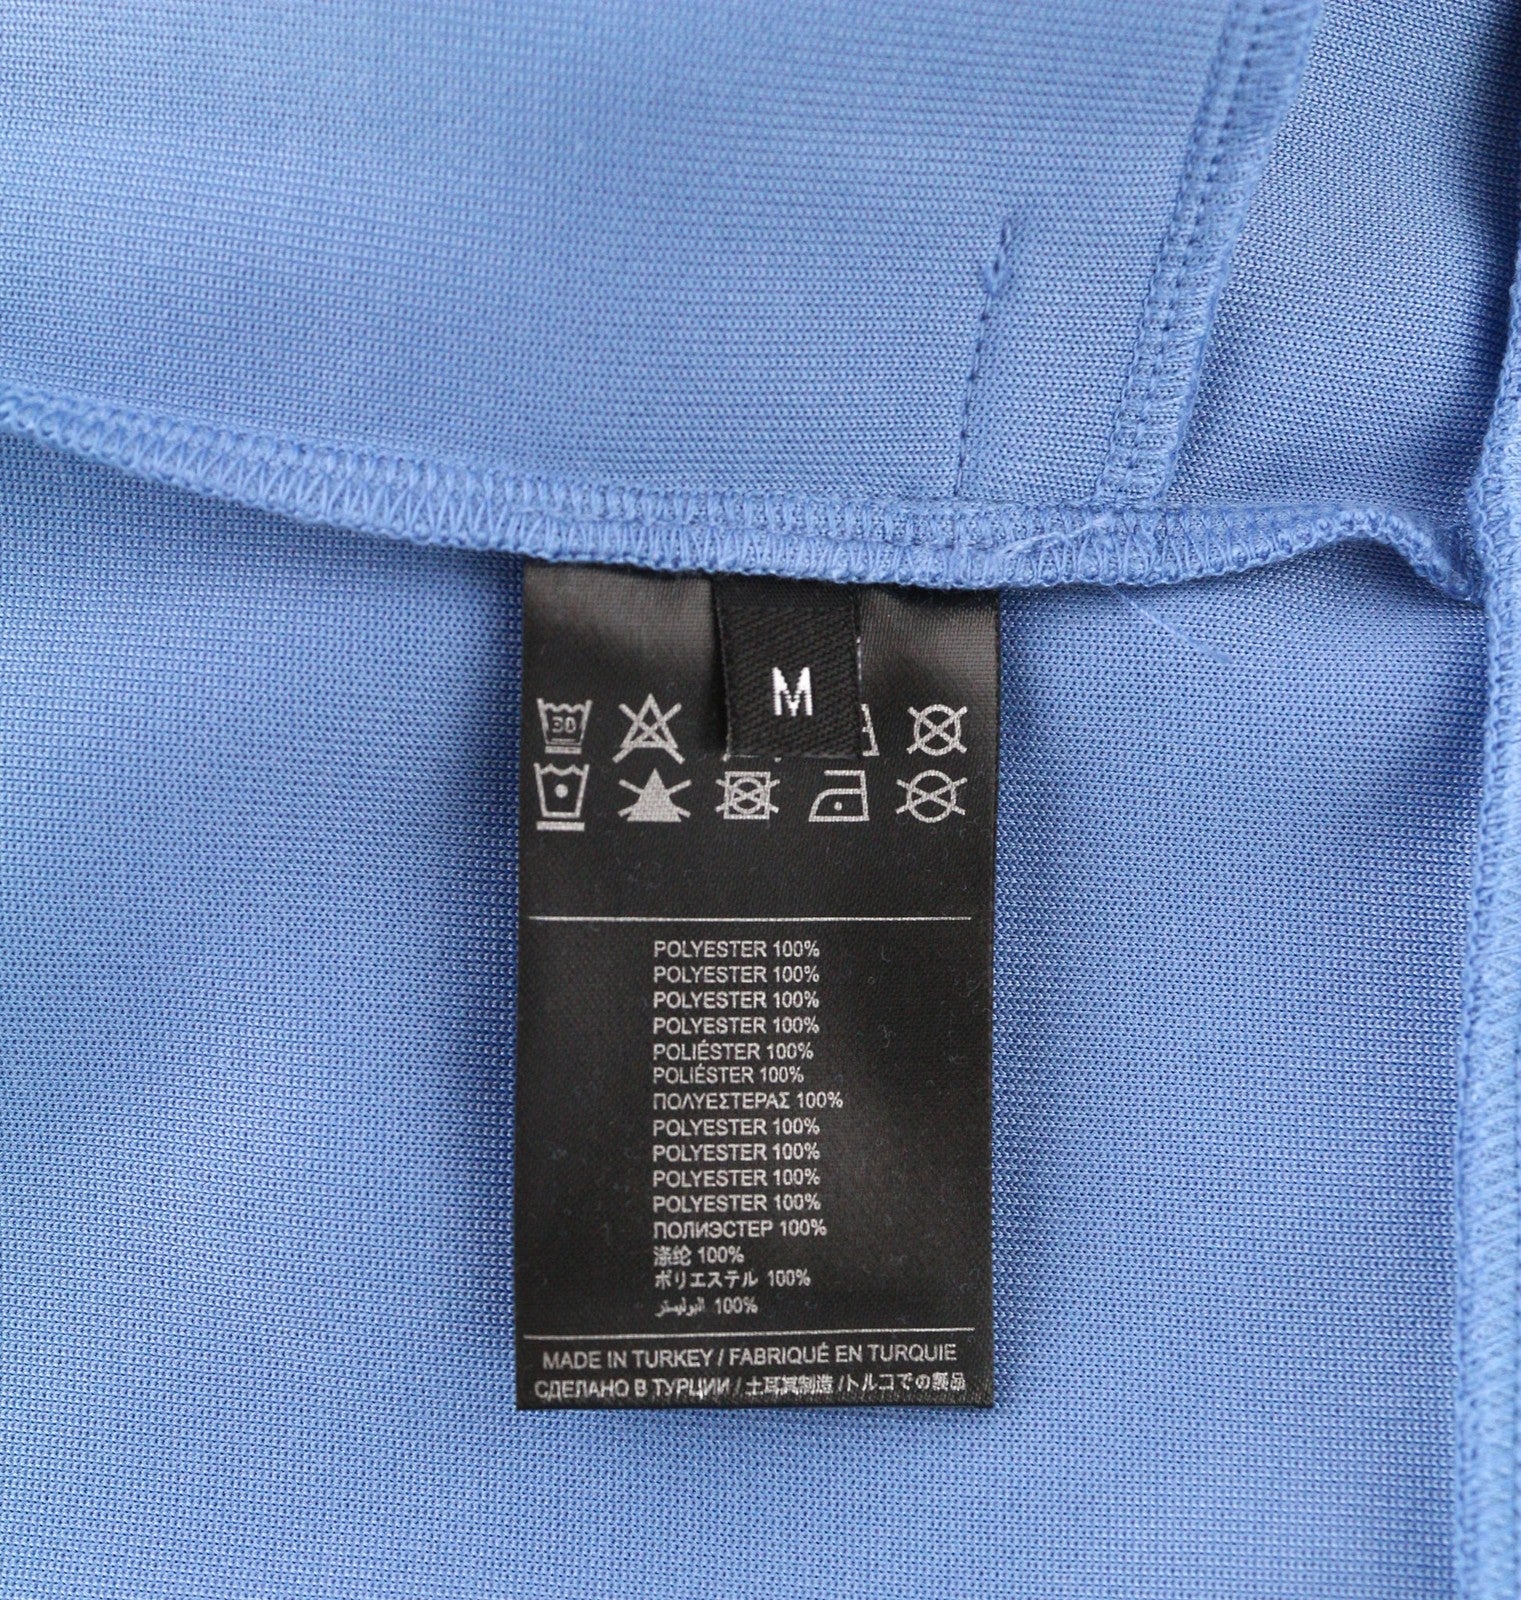 M
30
POLYESTER 100%
POLYESTER 100%
POLYESTER 100%
POLYESTER 100%
POLIÉSTER 100%
POLIÉSTER 100%
ΠΟΛΥΕΣΤΕΡΑΣ 100%
POLYESTER 100%
POLYESTER 100%
POLYESTER 100%
POLYESTER 100%
ПОЛИЭСТЕР 100%
涤纶 100%
ポリエステル 100%
البوليستر 100%
MADE IN TURKEY / FABRIQUÉ EN TURQUIE
СДЕЛАНО В ТУРЦИИ / 土耳其制造 /トルコでの製品